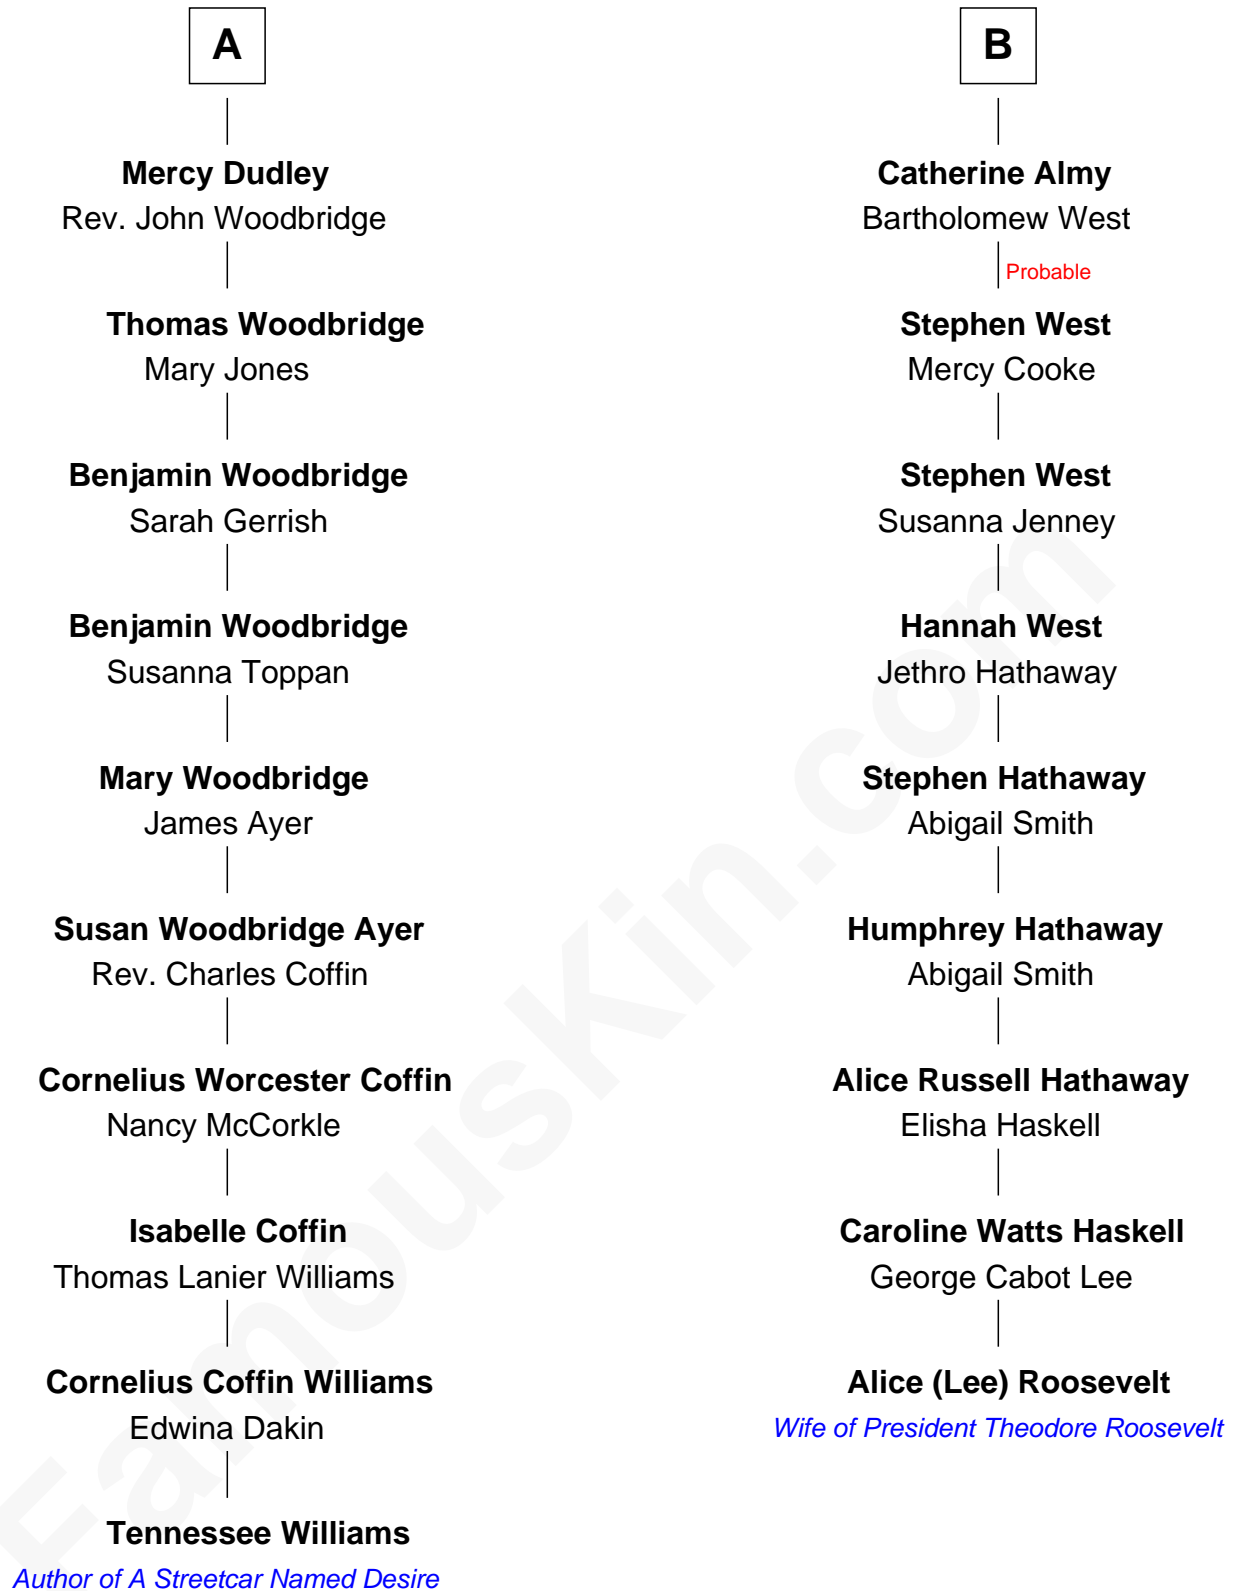 A
Mercy Dudley
Rev. John Woodbridge
Thomas Woodbridge
Mary Jones
Benjamin Woodbridge
Sarah Gerrish
Benjamin Woodbridge
Susanna Toppan
Mary Woodbridge
James Ayer
Susan Woodbridge Ayer
Rev. Charles Coffin
Cornelius Worcester Coffin
Nancy McCorkle
Isabelle Coffin
Thomas Lanier Williams
Cornelius Coffin Williams
Edwina Dakin
Tennessee Williams
Author of A Streetcar Named Desire
B
Catherine Almy
Bartholomew West
Probable
Stephen West
Mercy Cooke
Stephen West
Susanna Jenney
Hannah West
Jethro Hathaway
Stephen Hathaway
Abigail Smith
Humphrey Hathaway
Abigail Smith
Alice Russell Hathaway
Elisha Haskell
Caroline Watts Haskell
George Cabot Lee
Alice (Lee) Roosevelt
Wife of President Theodore Roosevelt
FamousKin.com